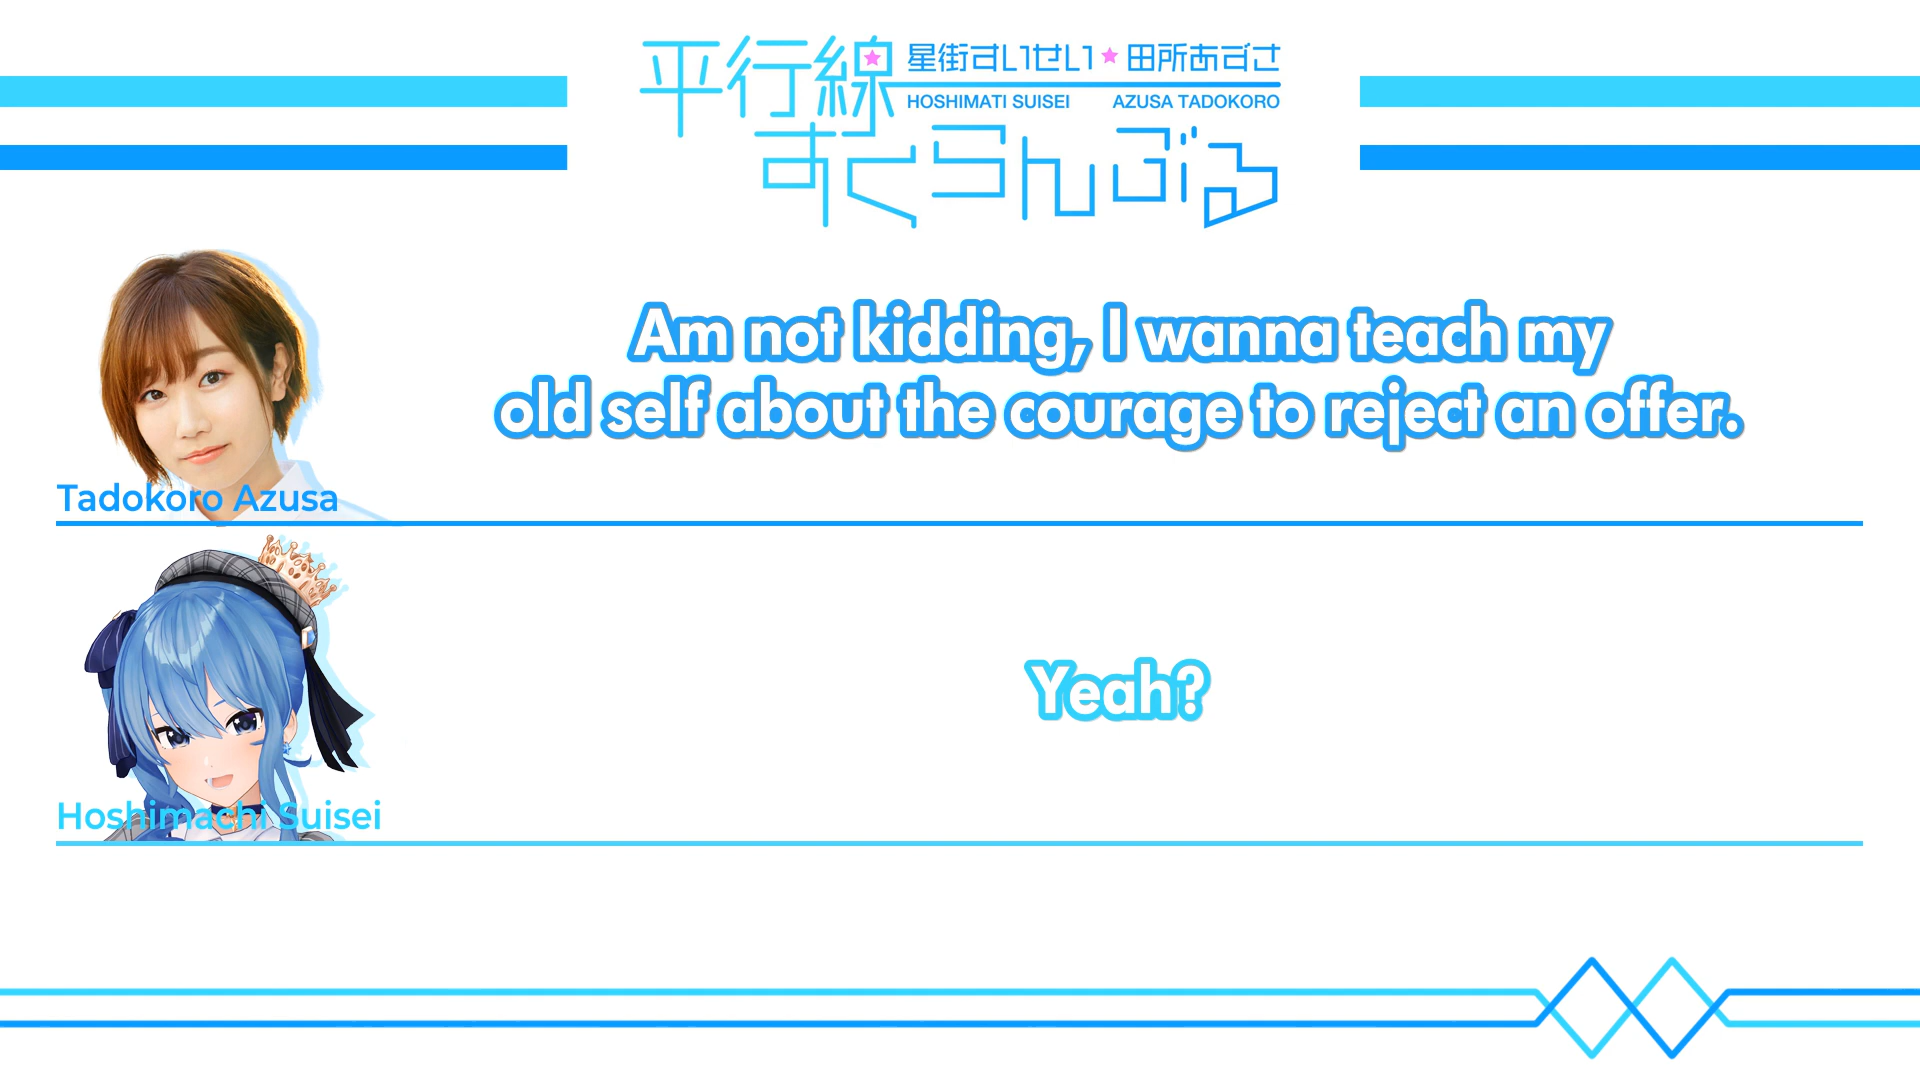 平行線
星街すいせい★田所あずさ
HOSHIMATI SUISEI AZUSA TADOKORO
すくらんぶる
Am not kidding, I wanna teach my
old self about the courage to reject an offer.
Tadokoro Azusa
Yeah?
Hoshimachi Suisei